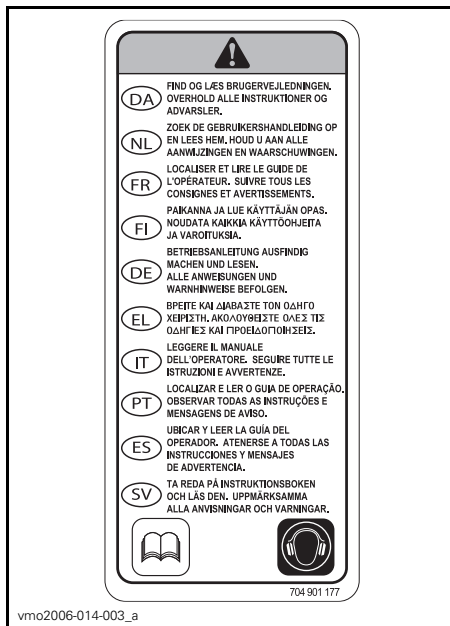 DA
FIND OG LÆS BRUGERVEJLEDNINGEN.
OVERHOLD ALLE INSTRUKTIONER OG
ADVARSLER.
NL
ZOEK DE GEBRUIKERSHANDLEIDING OP
EN LEES HEM. HOUD U AAN ALLE
AANWIJZINGEN EN WAARSCHUWINGEN.
FR
LOCALISER ET LIRE LE GUIDE DE
L'OPÉRATEUR. SUIVRE TOUS LES
CONSIGNES ET AVERTISSEMENTS.
FI
PAIKANNA JA LUE KÄYTTÄJÄN OPAS.
NOUDATA KAIKKIA KÄYTTÖOHJEITA
JA VAROITUKSIA.
DE
BETRIEBSANLEITUNG AUSFINDIG
MACHEN UND LESEN.
ALLE ANWEISUNGEN UND
WARNHINWEISE BEFOLGEN.
EL
ΒΡΕΙΤΕ ΚΑΙ ΔΙΑΒΑΣΤΕ ΤΟΝ ΟΔΗΓΟ
ΧΕΙΡΙΣΤΗ. ΑΚΟΛΟΥΘΕΙΣΤΕ ΟΛΕΣ ΤΙΣ
ΟΔΗΓΙΕΣ ΚΑΙ ΠΡΟΕΙΔΟΠΟΙΗΣΕΙΣ.
IT
LEGGERE IL MANUALE
DELL'OPERATORE. SEGUIRE TUTTE LE
ISTRUZIONI E AVVERTENZE.
PT
LOCALIZAR E LER O GUIA DE OPERAÇÃO.
OBSERVAR TODAS AS INSTRUÇÕES E
MENSAGENS DE AVISO.
ES
UBICAR Y LEER LA GUÍA DEL
OPERADOR. ATENERSE A TODAS LAS
INSTRUCCIONES Y MENSAJES
DE ADVERTENCIA.
SV
TA REDA PÅ INSTRUKTIONSBOKEN
OCH LÄS DEN. UPPMÄRKSAMMA
ALLA ANVISNINGAR OCH VARNINGAR.
704 901 177
vmo2006-014-003_a